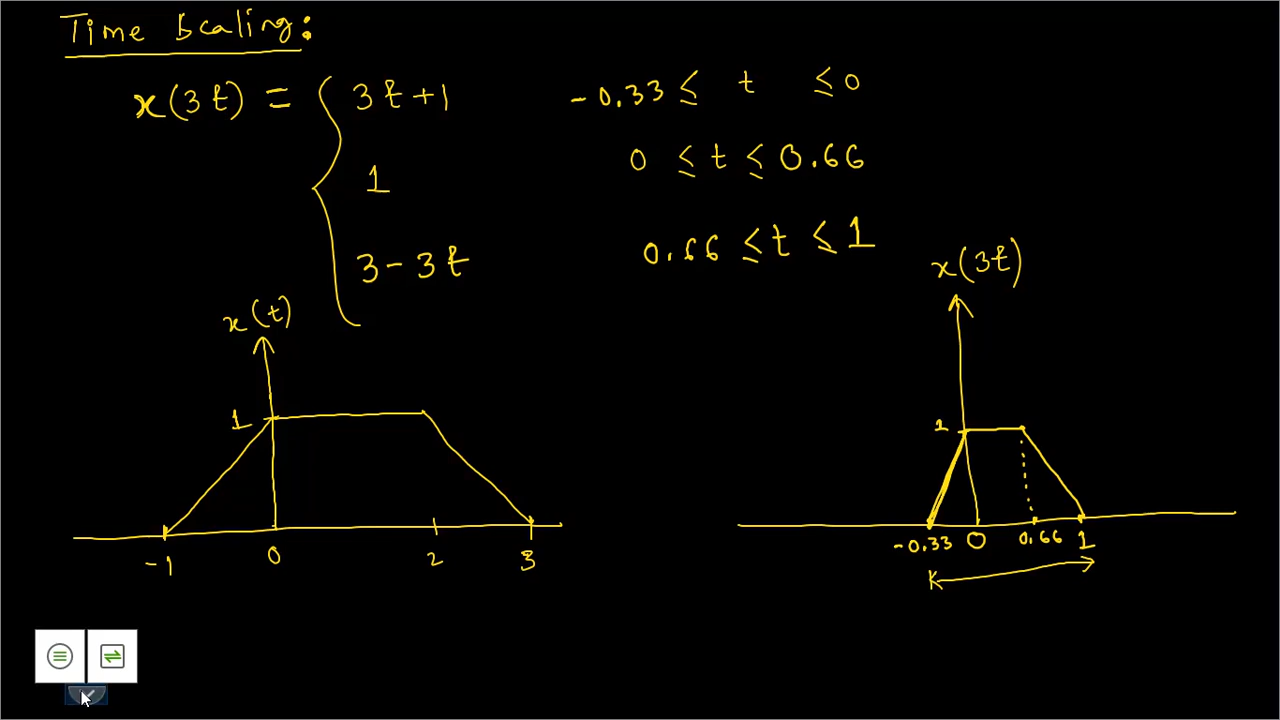 Time Scaling:
x(3t) = { 3t+1 -0.33 ≤ t ≤0
1 0 ≤ t ≤ 0.66
3-3t 0.66 ≤ t ≤ 1
x(t)
1
-1 0 2 3
x(3t)
1
-0.33 0 0.66 1